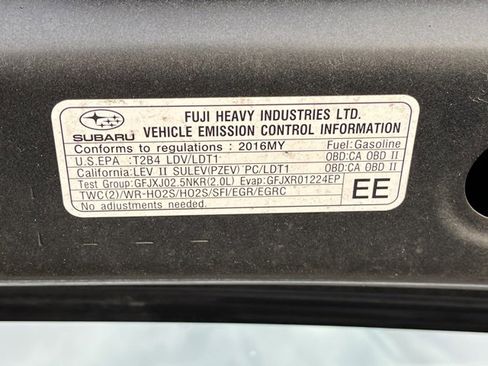 SUBARU
FUJI HEAVY INDUSTRIES LTD.
VEHICLE EMISSION CONTROL INFORMATION
Conforms to regulations : 2016MY Fuel:Gasoline
U.S.EPA :T2B4 LDV/LDT1 OBD:CA OBD II
California:LEV II SULEV(PZEV) PC/LDT1 OBD:CA OBD II
Test Group:GFJXJ02.5NKR(2.0L) Evap:GFJXR01224EP
TWC(2)/WR-HO2S/HO2S/SFI/EGR/EGRC
No adjustments needed.
EE